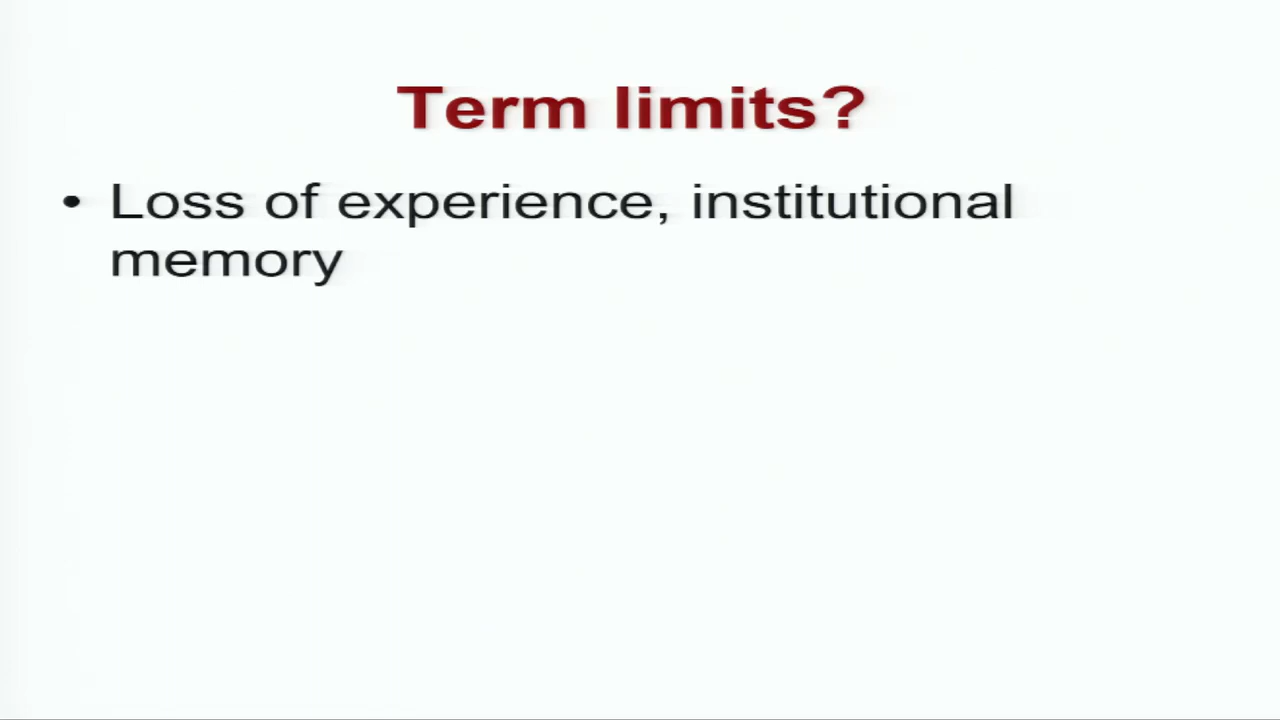 Term limits?
• Loss of experience, institutional
memory